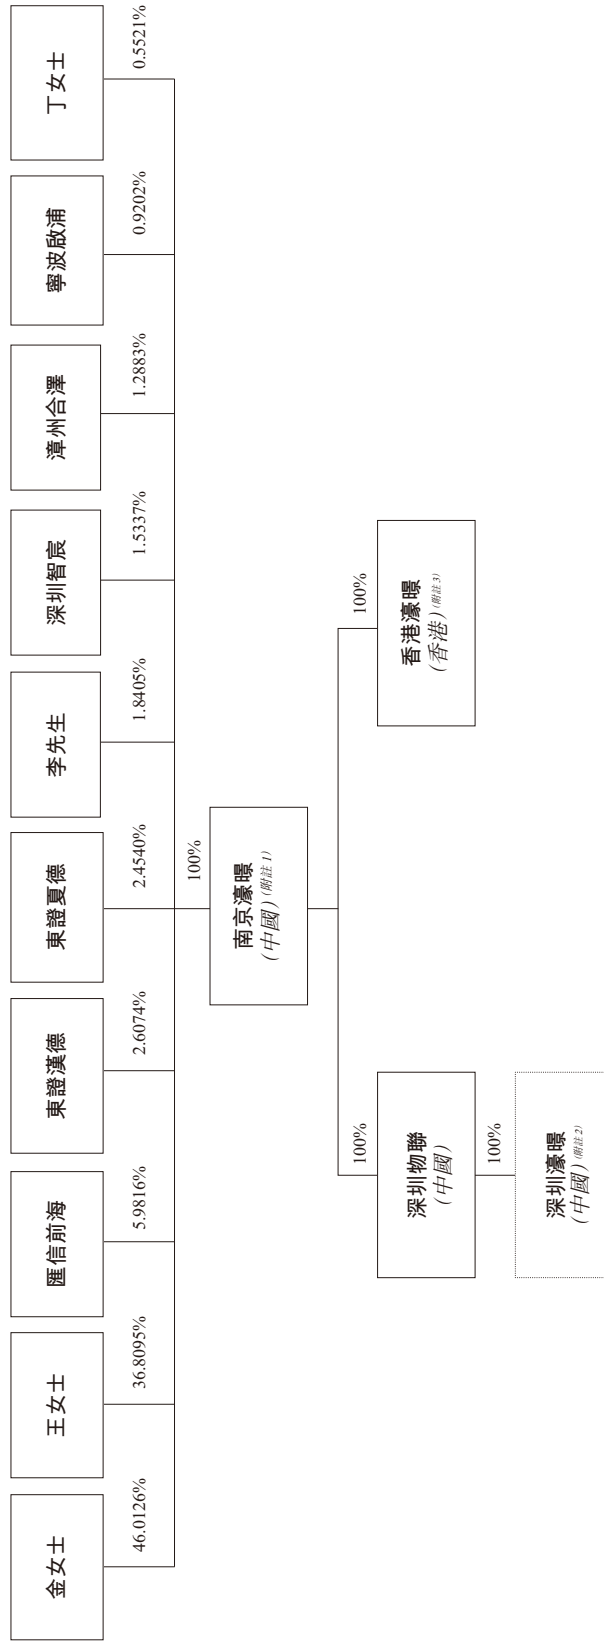 金女士
王女士
匯信前海
東證漢德
東證夏德
李先生
深圳智宸
漳州合澤
寧波啟浦
丁女士
46.0126%
36.8095%
5.9816%
2.6074%
2.4540%
1.8405%
1.5337%
1.2883%
0.9202%
0.5521%
100%
南京濠暻
(中國)(附註 1)
100%
100%
深圳物聯
(中國)
香港濠暻
(香港)(附註 3)
100%
深圳濠暻
(中國)(附註 2)